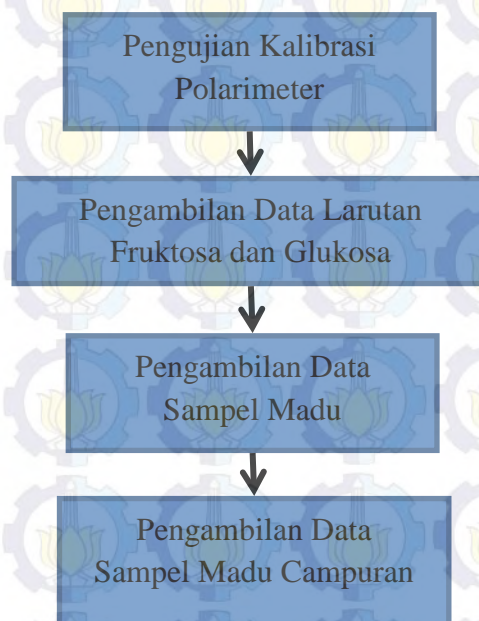 Pengujian Kalibrasi
Polarimeter
Pengambilan Data Larutan
Fruktosa dan Glukosa
Pengambilan Data
Sampel Madu
Pengambilan Data
Sampel Madu Campuran